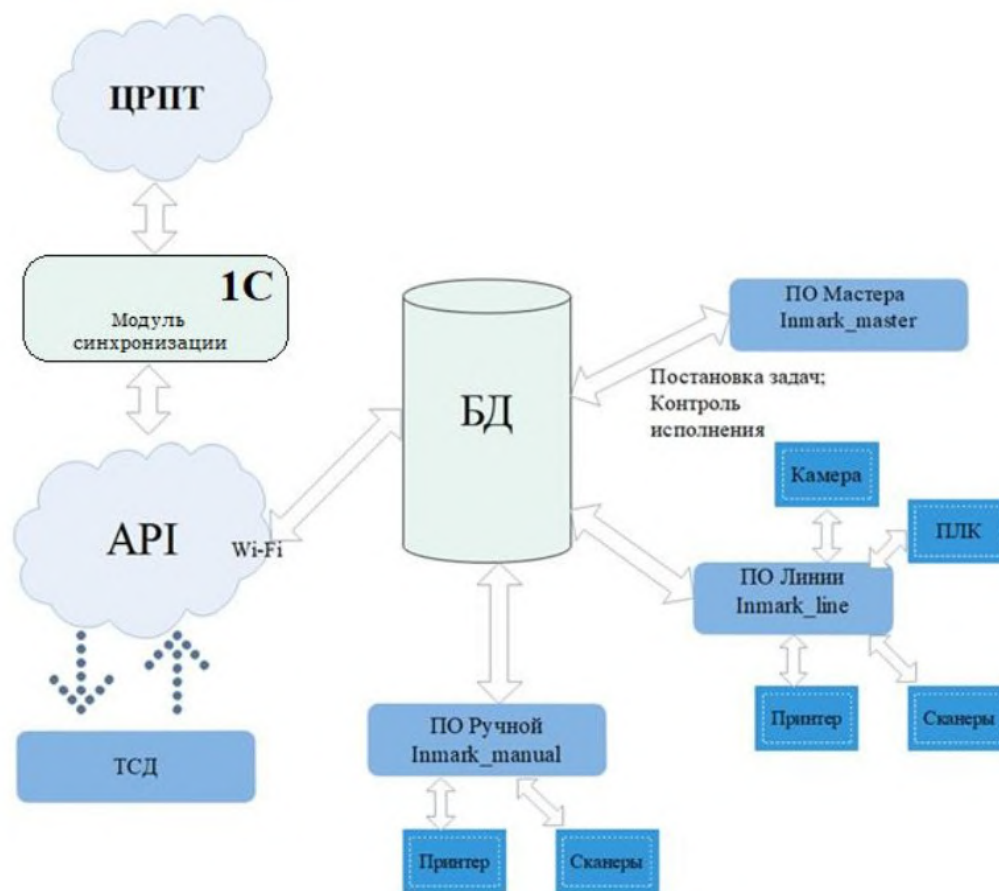 ЦРПТ
1С
Модуль
синхронизации
API
Wi-Fi
ТСД
БД
ПО Мастера
Inmark_master
Постановка задач;
Контроль
исполнения
Камера
ПЛК
ПО Линии
Inmark_line
Принтер
Сканеры
ПО Ручной
Inmark_manual
Принтер
Сканеры